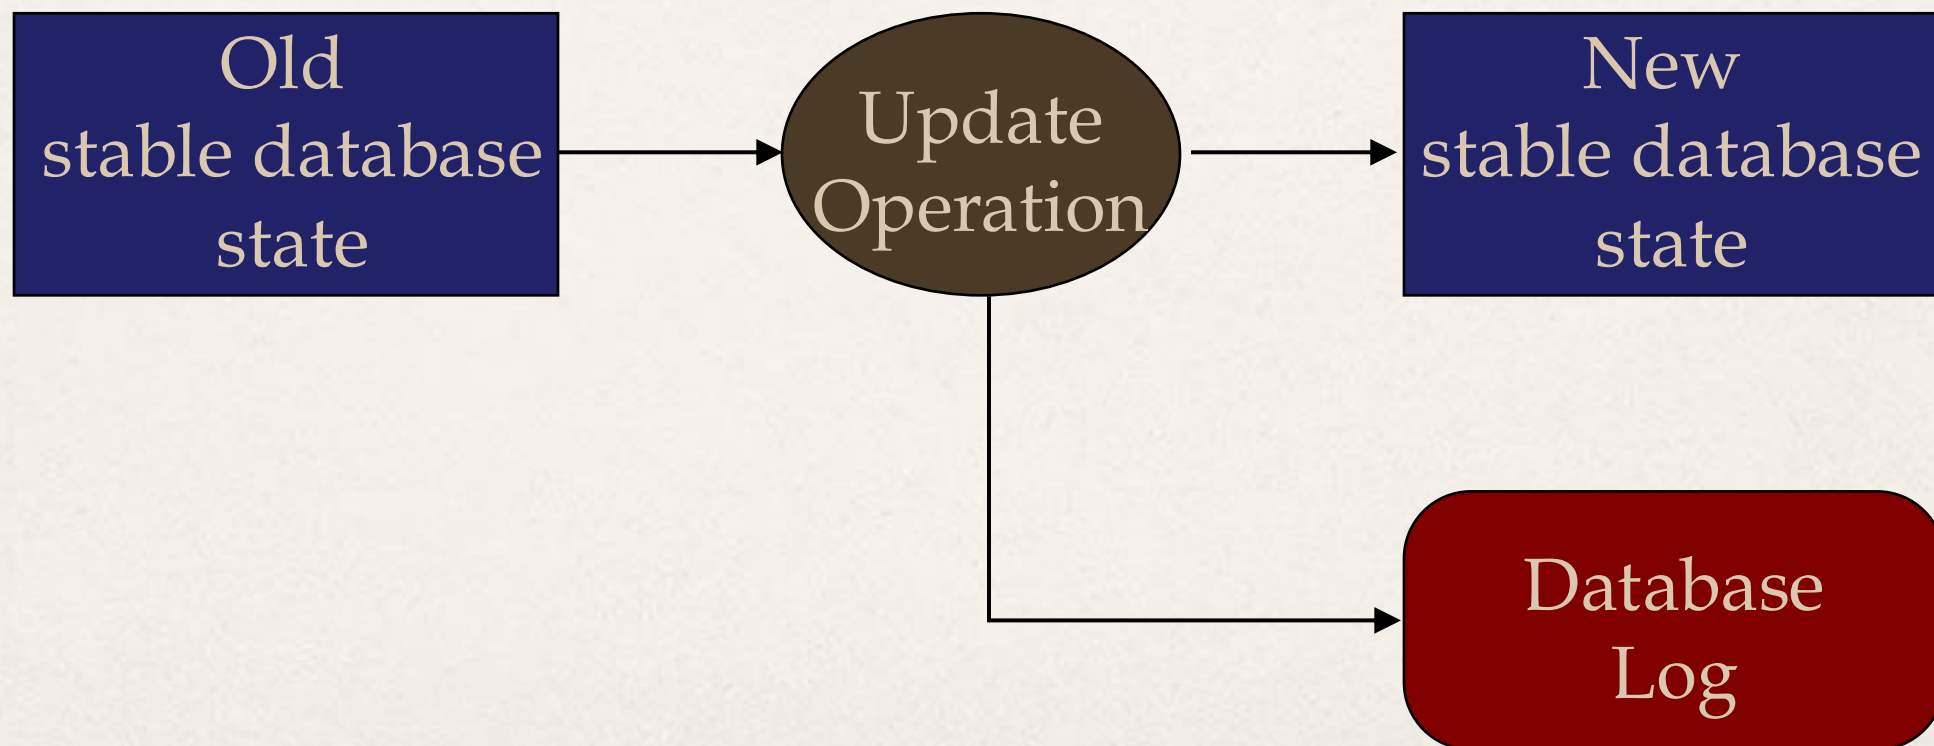 Old
stable database
state
Update
Operation
New
stable database
state
Database
Log